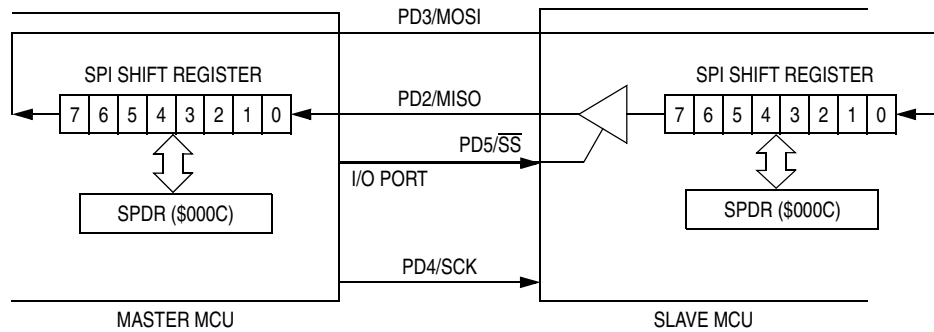 PD3/MOSI
SPI SHIFT REGISTER
7 6 5 4 3 2 1 0
SPDR ($000C)
PD2/MISO
PD5/S̅S̅
I/O PORT
PD4/SCK
SPI SHIFT REGISTER
7 6 5 4 3 2 1 0
SPDR ($000C)
MASTER MCU
SLAVE MCU